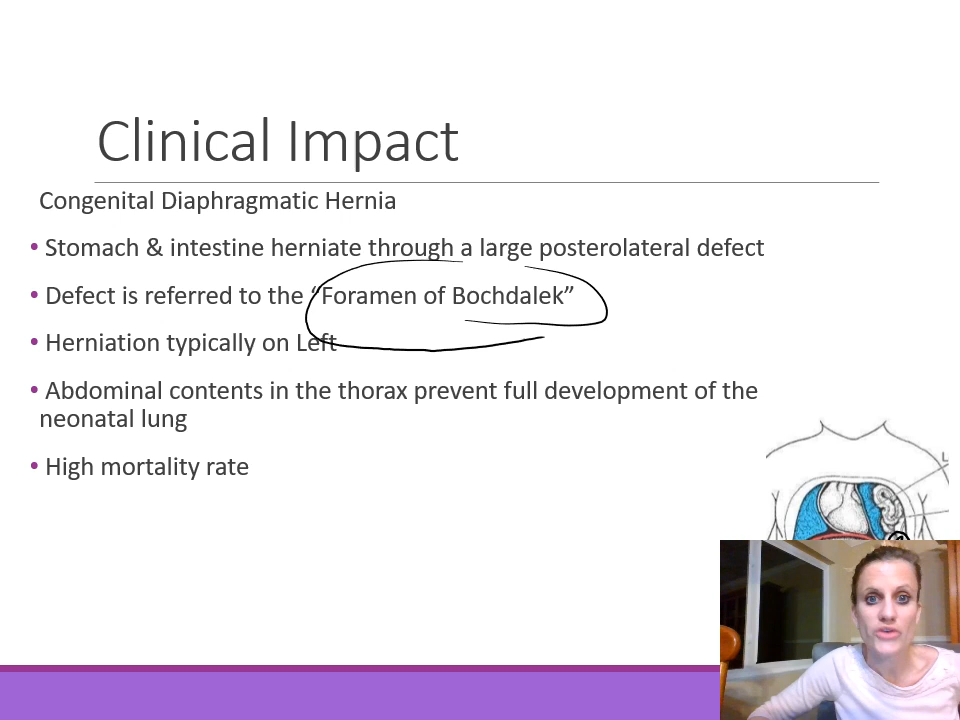 Clinical Impact
Congenital Diaphragmatic Hernia
• Stomach & intestine herniate through a large posterolateral defect
• Defect is referred to the “Foramen of Bochdalek”
• Herniation typically on Left
• Abdominal contents in the thorax prevent full development of the
neonatal lung
• High mortality rate
L